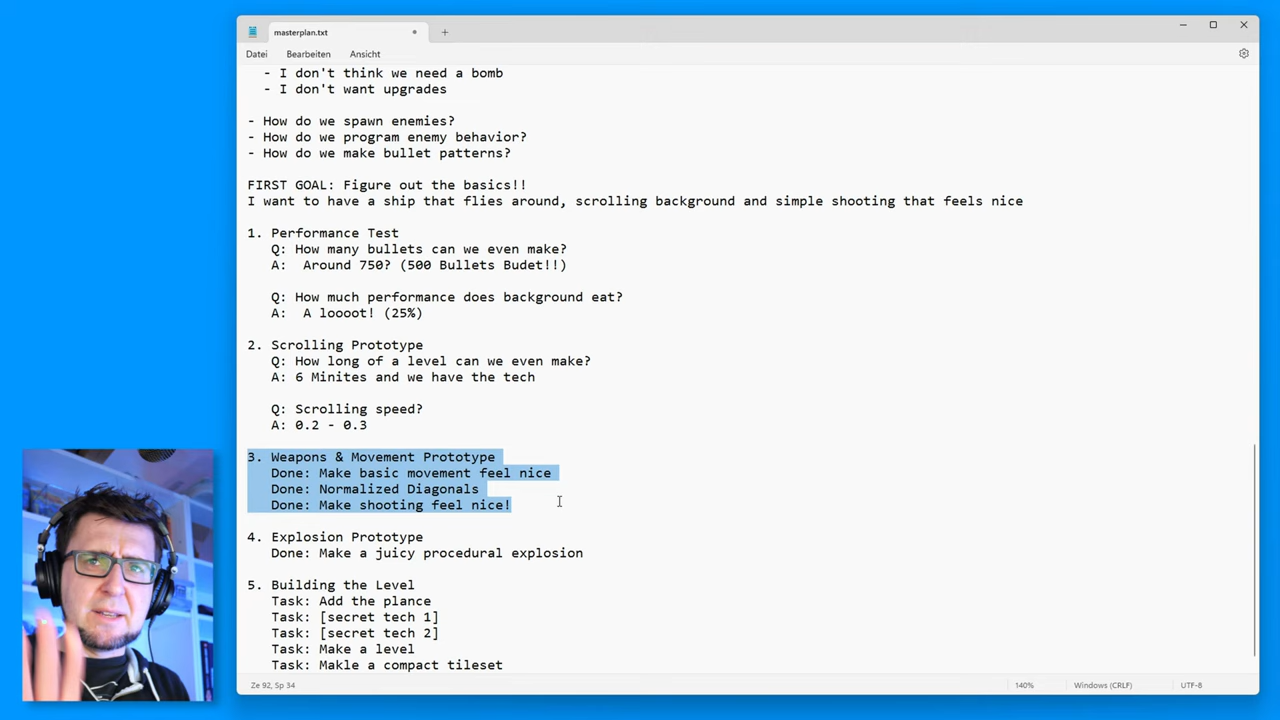 masterplan.txt
Datei Bearbeiten Ansicht
- I don't think we need a bomb
- I don't want upgrades
- How do we spawn enemies?
- How do we program enemy behavior?
- How do we make bullet patterns?
FIRST GOAL: Figure out the basics!!
I want to have a ship that flies around, scrolling background and simple shooting that feels nice
1. Performance Test
Q: How many bullets can we even make?
A:  Around 750? (500 Bullets Budet!!)
Q: How much performance does background eat?
A:  A loooot! (25%)
2. Scrolling Prototype
Q: How long of a level can we even make?
A: 6 Minites and we have the tech
Q: Scrolling speed?
A: 0.2 - 0.3
3. Weapons & Movement Prototype
Done: Make basic movement feel nice
Done: Normalized Diagonals
Done: Make shooting feel nice!
4. Explosion Prototype
Done: Make a juicy procedural explosion
5. Building the Level
Task: Add the plance
Task: [secret tech 1]
Task: [secret tech 2]
Task: Make a level
Task: Makle a compact tileset
Ze 92, Sp 34 140% Windows (CRLF) UTF-8